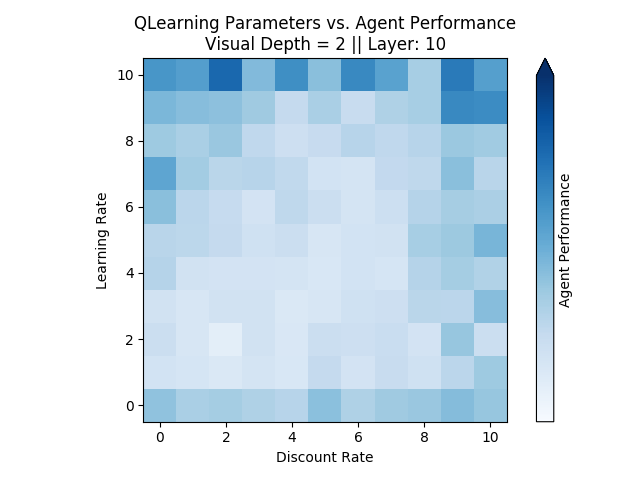 QLearning Parameters vs. Agent Performance
Visual Depth = 2 || Layer: 10
10
8
6
4
2
0
Learning Rate
0 2 4 6 8 10
Discount Rate
Agent Performance